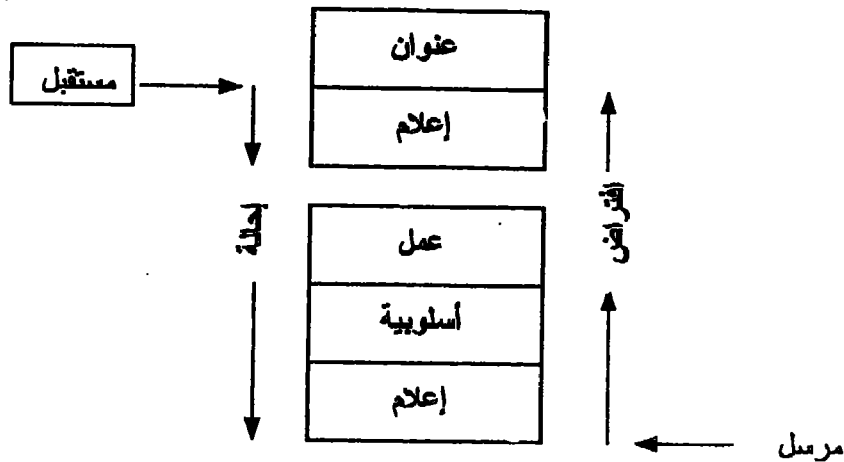 عنوان
مستقبل
إعلام
إحالة
افتراض
عمل
أسلوبية
إعلام
مرسل